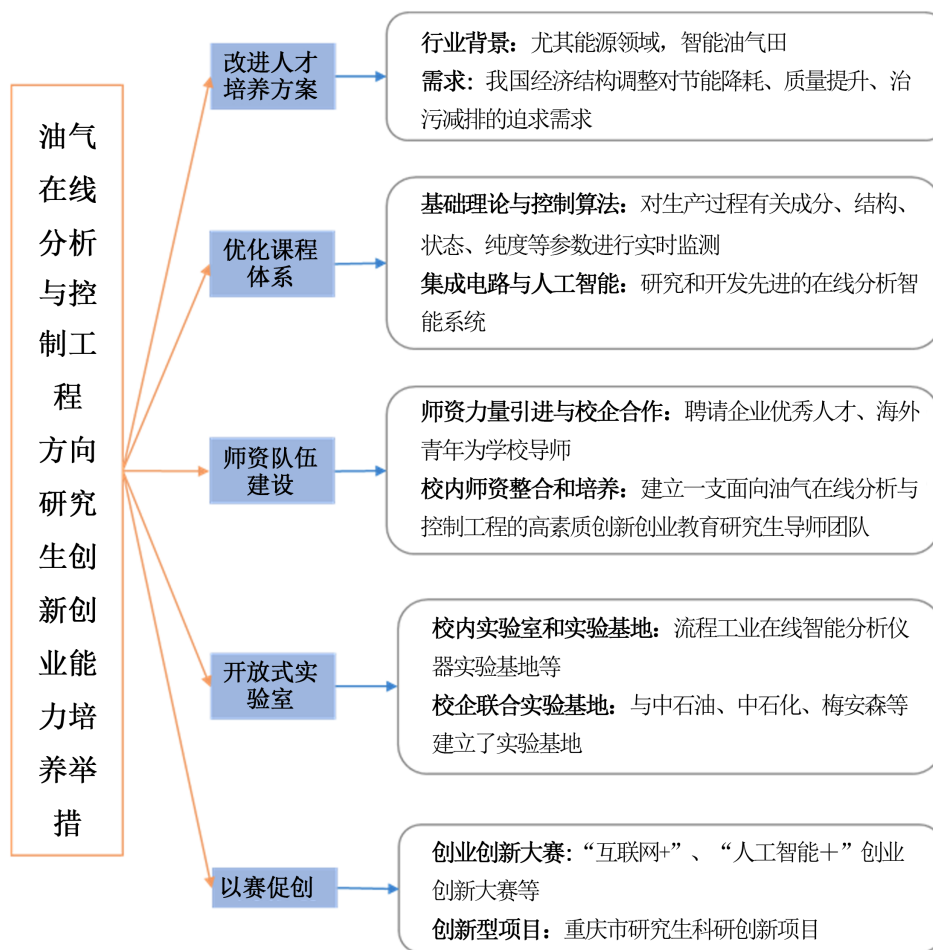 油气
在线
分析
与控
制工
程
方向
研究
生创
新创
业能
力培
养举
措
改进人才
培养方案
行业背景：尤其能源领域，智能油气田
需求：我国经济结构调整对节能降耗、质量提升、治
污减排的迫求需求
优化课程
体系
基础理论与控制算法：对生产过程有关成分、结构、
状态、纯度等参数进行实时监测
集成电路与人工智能：研究和开发先进的在线分析智
能系统
师资队伍
建设
师资力量引进与校企合作：聘请企业优秀人才、海外
青年为学校导师
校内师资整合和培养：建立一支面向油气在线分析与
控制工程的高素质创新创业教育研究生导师团队
开放式实
验室
校内实验室和实验基地：流程工业在线智能分析仪
器实验基地等
校企联合实验基地：与中石油、中石化、梅安森等
建立了实验基地
以赛促创
创业创新大赛：“互联网+”、“人工智能＋”创业
创新大赛等
创新型项目：重庆市研究生科研创新项目